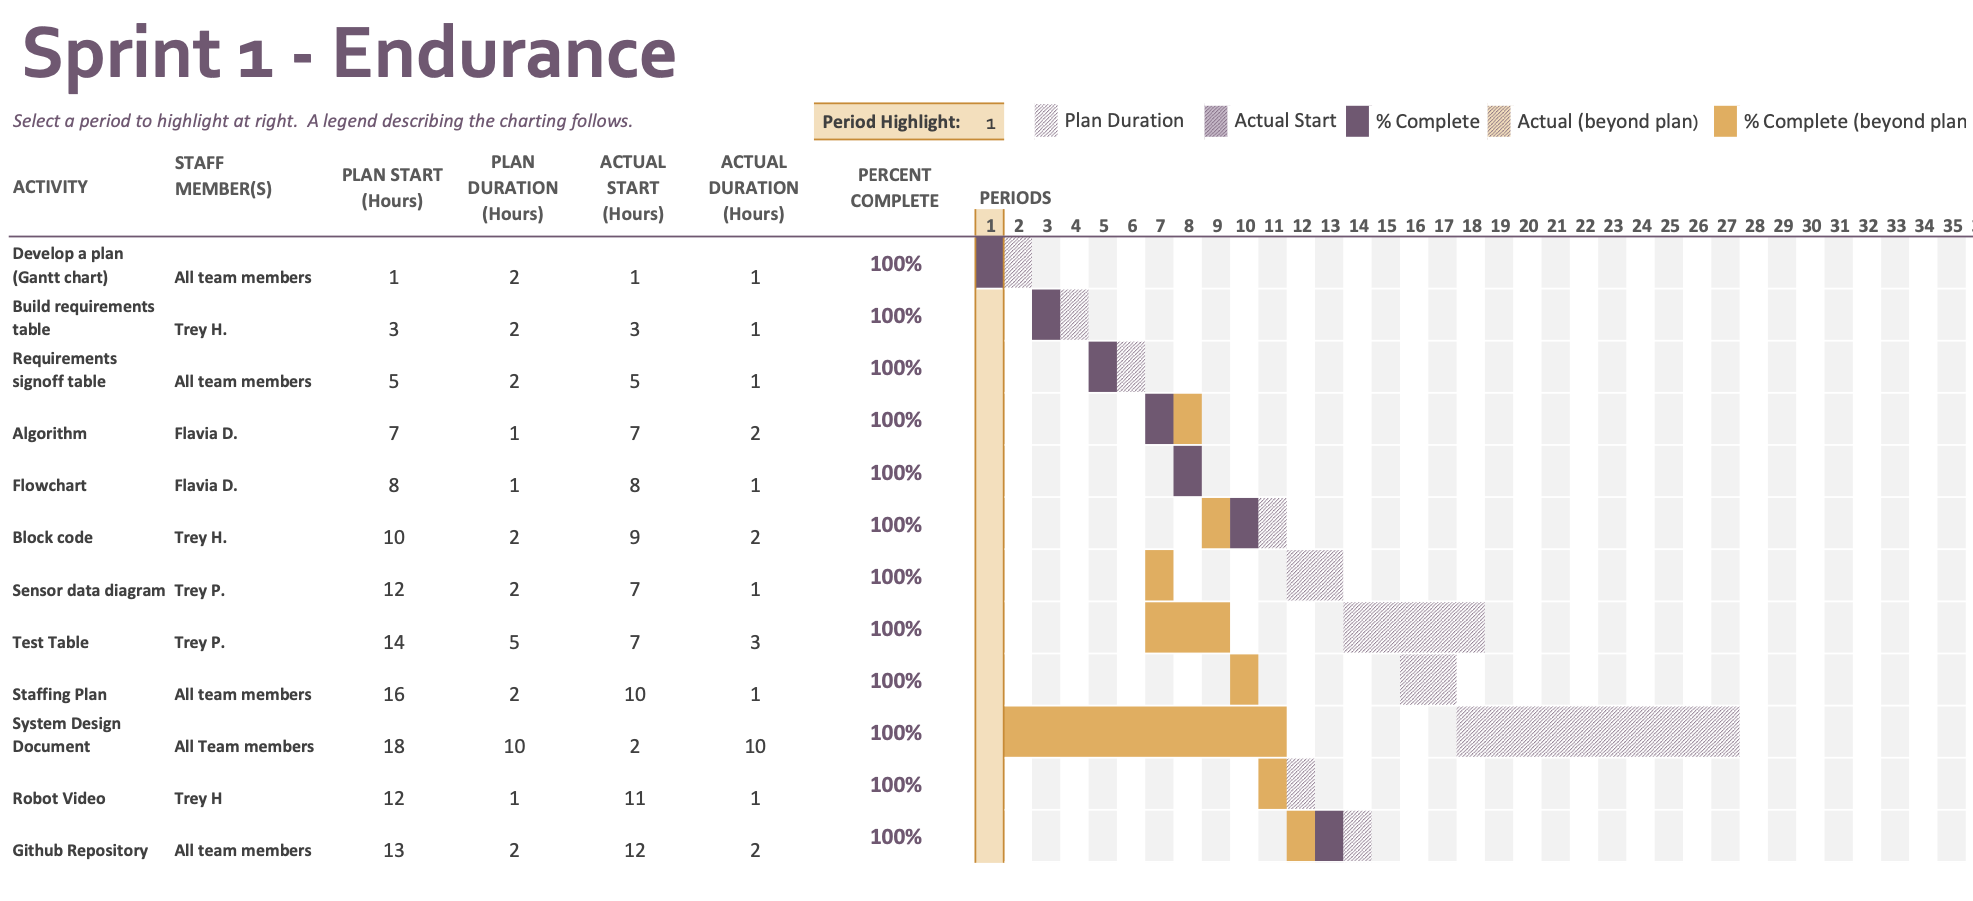 Sprint 1 - Endurance
Select a period to highlight at right.  A legend describing the charting follows.
Period Highlight: 1
Plan Duration
Actual Start
% Complete
Actual (beyond plan)
% Complete (beyond plan
ACTIVITY
STAFF
MEMBER(S)
PLAN START
(Hours)
PLAN
DURATION
(Hours)
ACTUAL
START
(Hours)
ACTUAL
DURATION
(Hours)
PERCENT
COMPLETE
PERIODS
1 2 3 4 5 6 7 8 9 10 11 12 13 14 15 16 17 18 19 20 21 22 23 24 25 26 27 28 29 30 31 32 33 34 35
Develop a plan
(Gantt chart) All team members 1 2 1 1 100%
Build requirements
table Trey H. 3 2 3 1 100%
Requirements
signoff table All team members 5 2 5 1 100%
Algorithm Flavia D. 7 1 7 2 100%
Flowchart Flavia D. 8 1 8 1 100%
Block code Trey H. 10 2 9 2 100%
Sensor data diagram Trey P. 12 2 7 1 100%
Test Table Trey P. 14 5 7 3 100%
Staffing Plan All team members 16 2 10 1 100%
System Design
Document All Team members 18 10 2 10 100%
Robot Video Trey H 12 1 11 1 100%
Github Repository All team members 13 2 12 2 100%